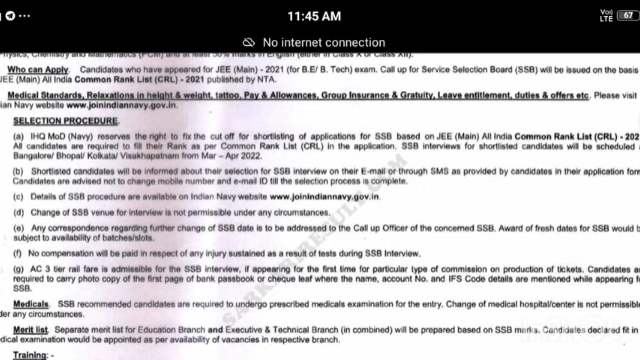 11:45 AM
Vo)) LTE 67
No internet connection
Physics, Chemistry and Mathematics (PCM) and at least 50% marks in English (either in Class X or Class XII).
Who can Apply. Candidates who have appeared for JEE (Main) - 2021 (for B.E/ B. Tech) exam. Call up for Service Selection Board (SSB) will be issued on the basis
JEE (Main) All India Common Rank List (CRL) - 2021 published by NTA.
Medical Standards, Relaxations in height & weight, tattoo, Pay & Allowances, Group Insurance & Gratuity, Leave entitlement, duties & offers etc. Please visit
ian Navy website www.joinindiannavy.gov.in.
SELECTION PROCEDURE.
(a) IHQ MoD (Navy) reserves the right to fix the cut off for shortlisting of applications for SSB based on JEE (Main) All India Common Rank List (CRL) - 202
All candidates are required to fill their Rank as per Common Rank List (CRL) in the application. SSB interviews for shortlisted candidates will be scheduled
Bangalore/ Bhopal/ Kolkata/ Visakhapatnam from Mar – Apr 2022.
(b) Shortlisted candidates will be informed about their selection for SSB interview on their E-mail or through SMS as provided by candidates in their application form
Candidates are advised not to change mobile number and e-mail ID till the selection process is complete.
(c) Details of SSB procedure are available on Indian Navy website www.joinindiannavy.gov.in.
(d) Change of SSB venue for interview is not permissible under any circumstances.
(e) Any correspondence regarding further change of SSB date is to be addressed to the Call up Officer of the concerned SSB. Award of fresh dates for SSB would b
subject to availability of batches/slots.
(f) No compensation will be paid in respect of any injury sustained as a result of tests during SSB Interview.
(g) AC 3 tier rail fare is admissible for the SSB interview, if appearing for the first time for particular type of commission on production of tickets. Candidates a
required to carry photo copy of the first page of bank passbook or cheque leaf where the name, account No. and IFS Code details are mentioned while appearing f
SSB.
Medicals. SSB recommended candidates are required to undergo prescribed medicals examination for the entry. Change of medical hospital/center is not permissible
der any circumstances.
Merit list. Separate merit list for Education Branch and Executive & Technical Branch (in combined) will be prepared based on SSB marks. Candidates declared fit in
dical examination would be appointed as per availability of vacancies in respective branch.
Training: -